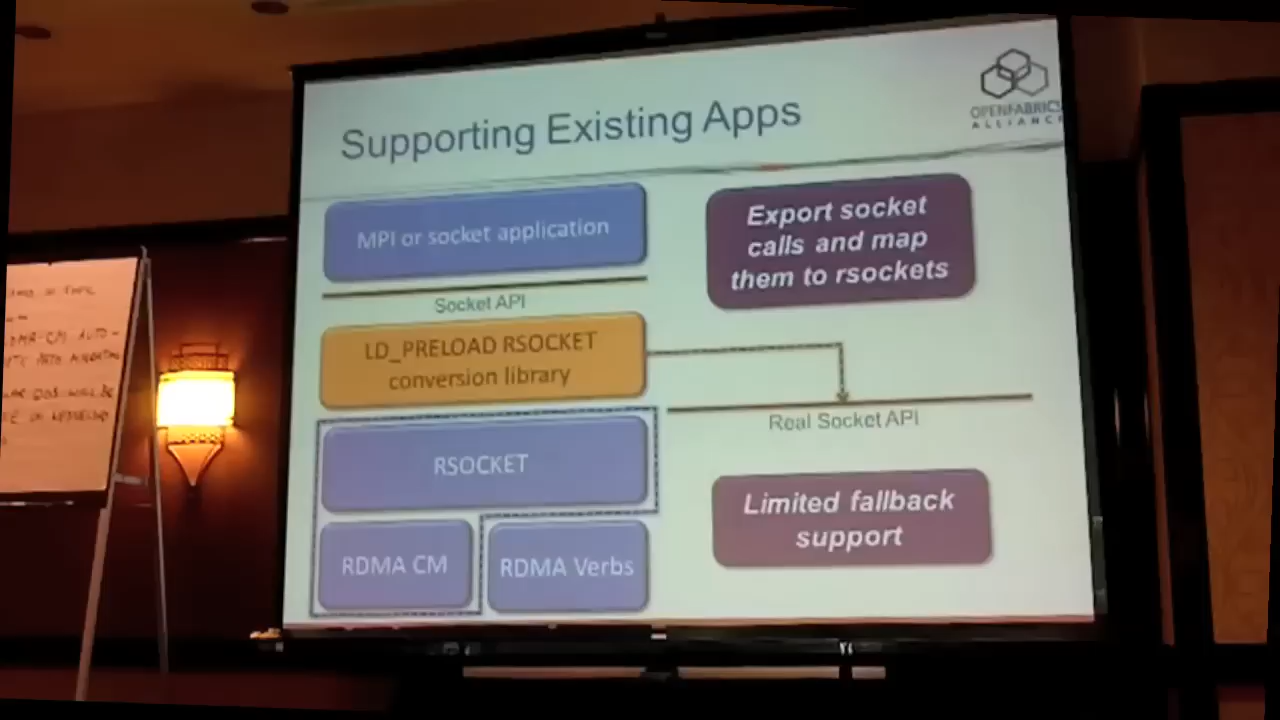 Supporting Existing Apps
OPENFABRICS
ALLIANCE
MPI or socket application
Export socket
calls and map
them to rsockets
Socket API
LD_PRELOAD RSOCKET
conversion library
Real Socket API
RSOCKET
Limited fallback
support
RDMA CM
RDMA Verbs